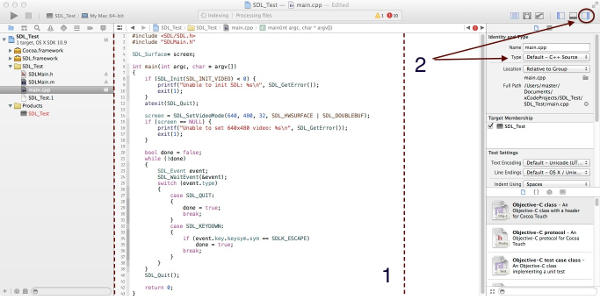 SDL_Test — main.cpp — Edited
SDL_Test
My Mac 64-bit
Indexing
Processing files
1
10
SDL_Test
main.cpp
main(int argc, char * argv[])
SDL_Test
1 target, OS X SDK 10.9
Cocoa.framework
SDL.framework
SDL_Test
SDLMain.h
SDLMain.m
main.cpp
SDL_Test.1
Products
SDL_Test
#include <SDL/SDL.h>
#include "SDLMain.h"
SDL_Surface* screen;
int main(int argc, char * argv[])
{
if (SDL_Init(SDL_INIT_VIDEO) < 0) {
printf("Unable to init SDL: %s\n", SDL_GetError());
exit(1);
}
atexit(SDL_Quit);
screen = SDL_SetVideoMode(640, 480, 32, SDL_HWSURFACE | SDL_DOUBLEBUF);
if (screen == NULL) {
printf("Unable to set 640x480 video: %s\n", SDL_GetError());
exit(1);
}
bool done = false;
while (!done)
{
SDL_Event event;
SDL_WaitEvent(&event);
switch (event.type)
{
case SDL_QUIT:
{
done = true;
break;
}
case SDL_KEYDOWN:
{
if (event.key.keysym.sym == SDLK_ESCAPE)
done = true;
break;
}
}
}
SDL_Quit();
return 0;
1
2
Identity and Type
Name main.cpp
Type Default - C++ Source
Location Relative to Group
main.cpp
Full Path /Users/master/
Documents/
xCodeProjects/SDL_Test/
SDL_Test/main.cpp
Target Membership
SDL_Test
Text Settings
Text Encoding Default - Unicode (UT...
Line Endings Default - OS X / Unix...
Indent Using Spaces
Objective-C class - An
Objective-C class with a header
for Cocoa Touch
Objective-C protocol - An
Objective-C protocol for Cocoa
Touch
Objective-C test case class -
An Objective-C class
implementing a unit test